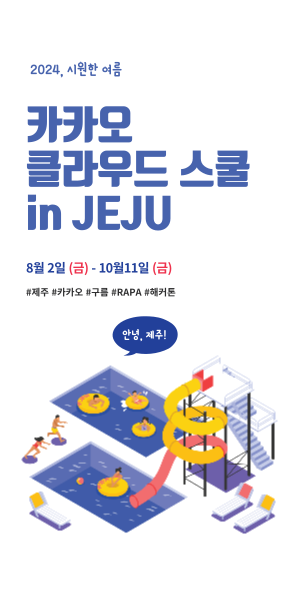 2024, 시원한 여름
카카오
클라우드 스쿨
in JEJU
8월 2일 (금) - 10월11일 (금)
#제주 #카카오 #구름 #RAPA #해커톤
안녕, 제주!